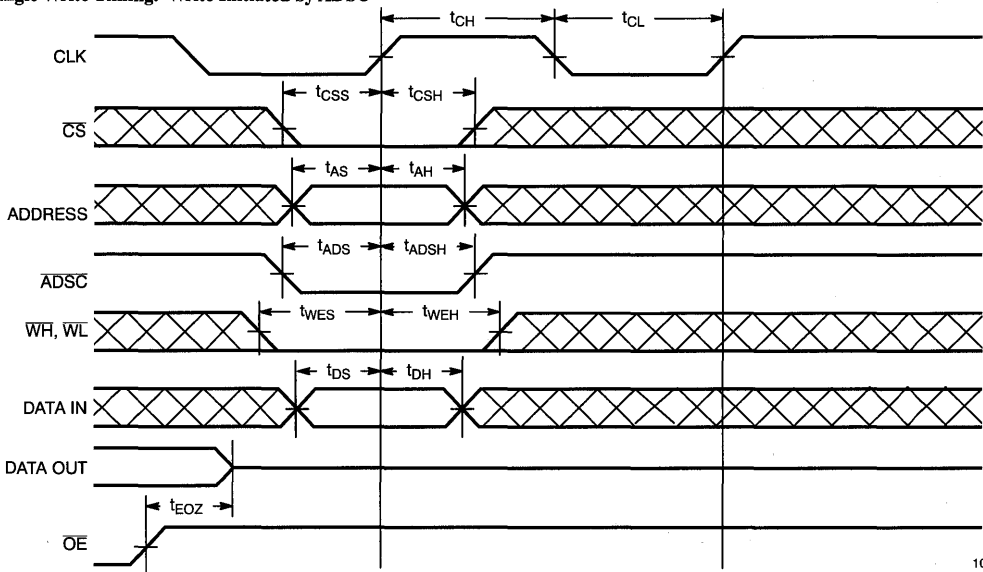 Single Write Timing: Write Initiated by ADSC
tCH tCL
CLK
tCSS tCSH
CS
tAS tAH
ADDRESS
tADS tADSH
ADSC
tWES tWEH
WH, WL
tDS tDH
DATA IN
DATA OUT
tEOZ
OE
10